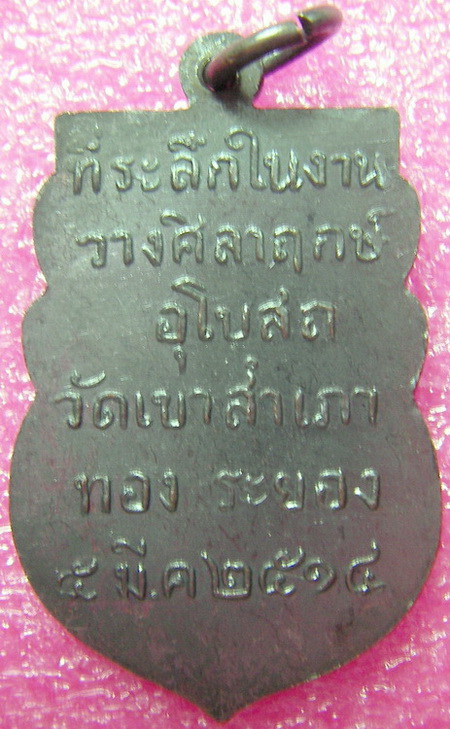 ที่ระลึกในงาน
วางศิลาฤกษ์
อุโบสถ
วัดเขาสำเภา
ทอง ระยอง
๕ มี.ค ๒๕๑๔